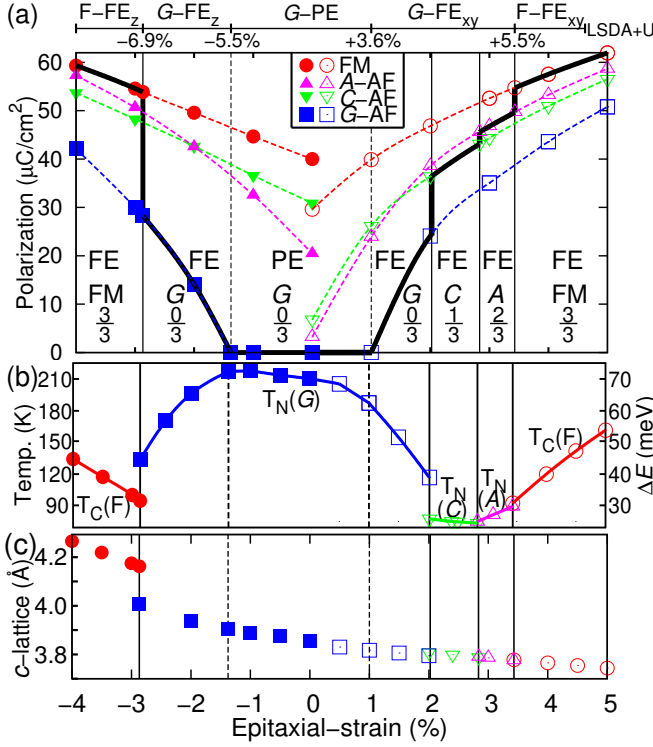 (a)
F–FEz G–FEz G–PE G–FExy F–FExy LSDA+U
−6.9% −5.5% +3.6% +5.5%
60
50
40
30
20
10
0
Polarization (μC/cm²)
FM
A–AF
C–AF
G–AF
FE FE PE FE FE FE FE
FM G G G C A FM
3/3 0/3 0/3 0/3 1/3 2/3 3/3
(b)
210
180
150
120
90
Temp. (K)
TN(G)
TC(F)
TN(C)
TN(A)
TC(F)
70
60
50
40
30
ΔE (meV)
(c)
4.2
4.0
3.8
c–lattice (Å)
−4 −3 −2 −1 0 1 2 3 4 5
Epitaxial–strain (%)